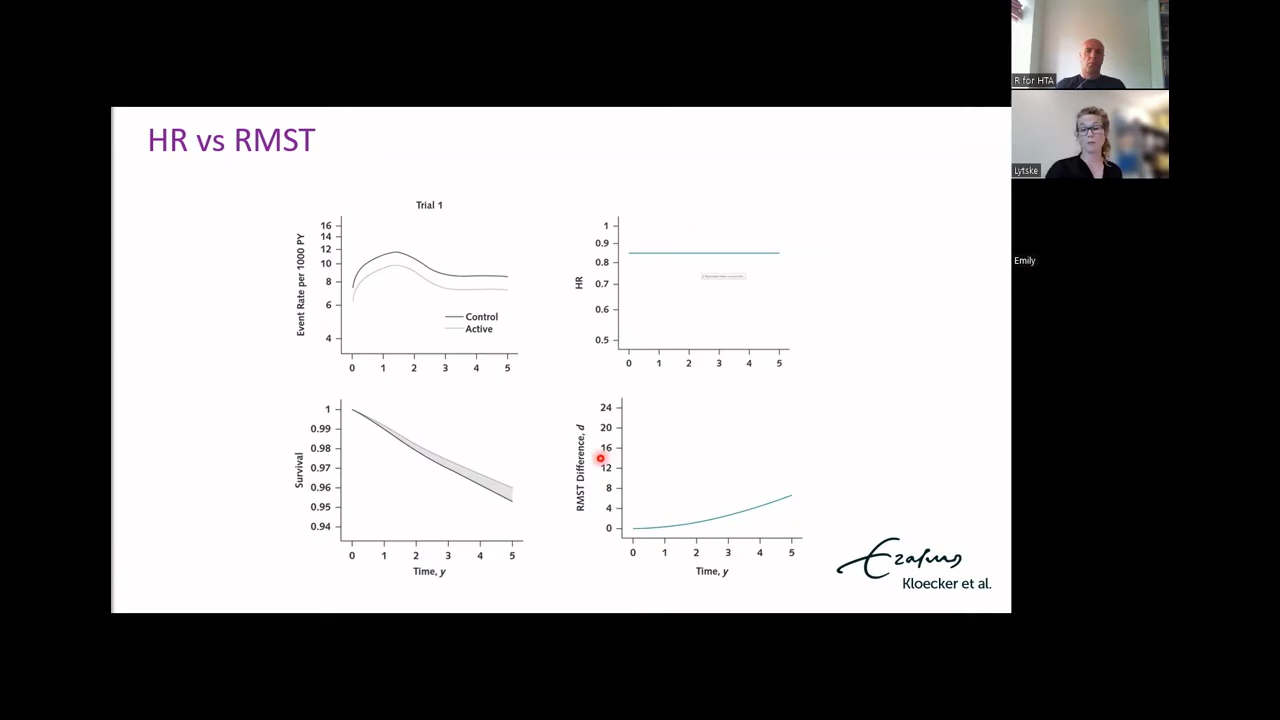 HR vs RMST
Trial 1
Event Rate per 1000 PY
16
14
12
10
8
6
4
Control
Active
0 1 2 3 4 5
HR
1
0.9
0.8
0.7
0.6
0.5
0 1 2 3 4 5
Survival
1
0.99
0.98
0.97
0.96
0.95
0.94
0 1 2 3 4 5
Time, y
RMST Difference, d
24
20
16
12
8
4
0
0 1 2 3 4 5
Time, y
Erasmus
Kloecker et al.
R for HTA
Lytske
Emily